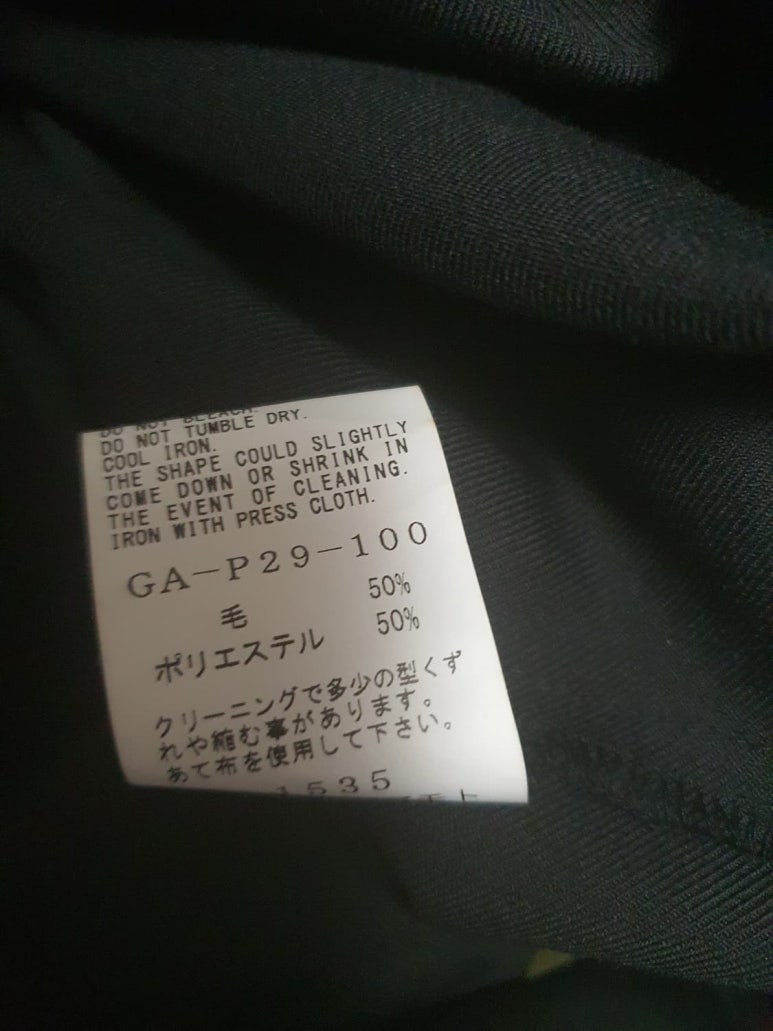 DO NOT BLEACH.
DO NOT TUMBLE DRY.
COOL IRON.
THE SHAPE COULD SLIGHTLY
COME DOWN OR SHRINK IN
THE EVENT OF CLEANING.
IRON WITH PRESS CLOTH.
GA-P29-100
毛 50%
ポリエステル 50%
クリーニングで多少の型くず
れや縮む事があります。
あて布を使用して下さい。
1535